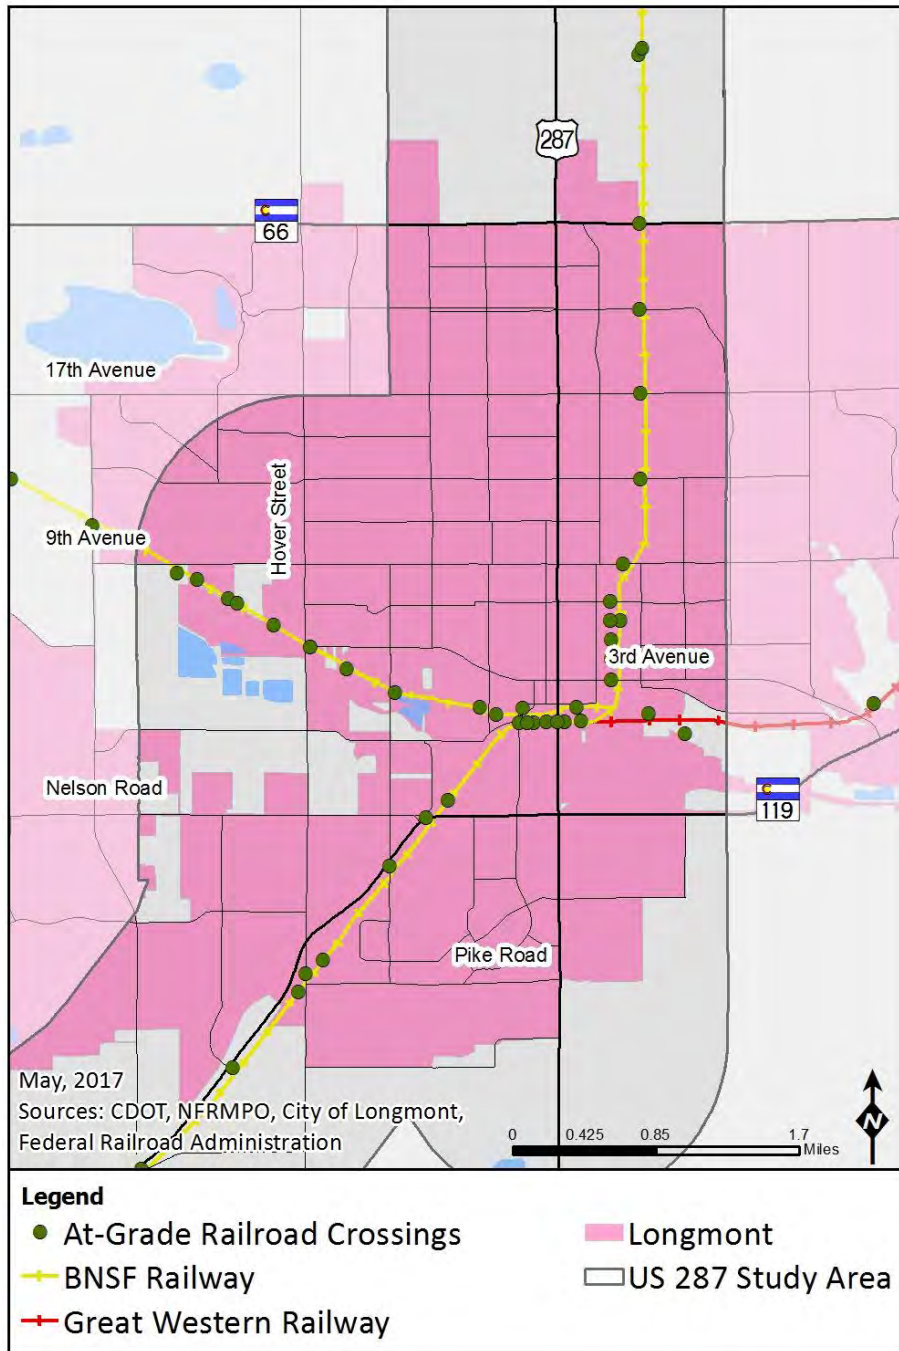 287
C
66
17th Avenue
Hover Street
9th Avenue
3rd Avenue
Nelson Road
C
119
Pike Road
May, 2017
Sources: CDOT, NFRMPO, City of Longmont,
Federal Railroad Administration
0 0.425 0.85 1.7
Miles
N
Legend
At-Grade Railroad Crossings
BNSF Railway
Great Western Railway
Longmont
US 287 Study Area